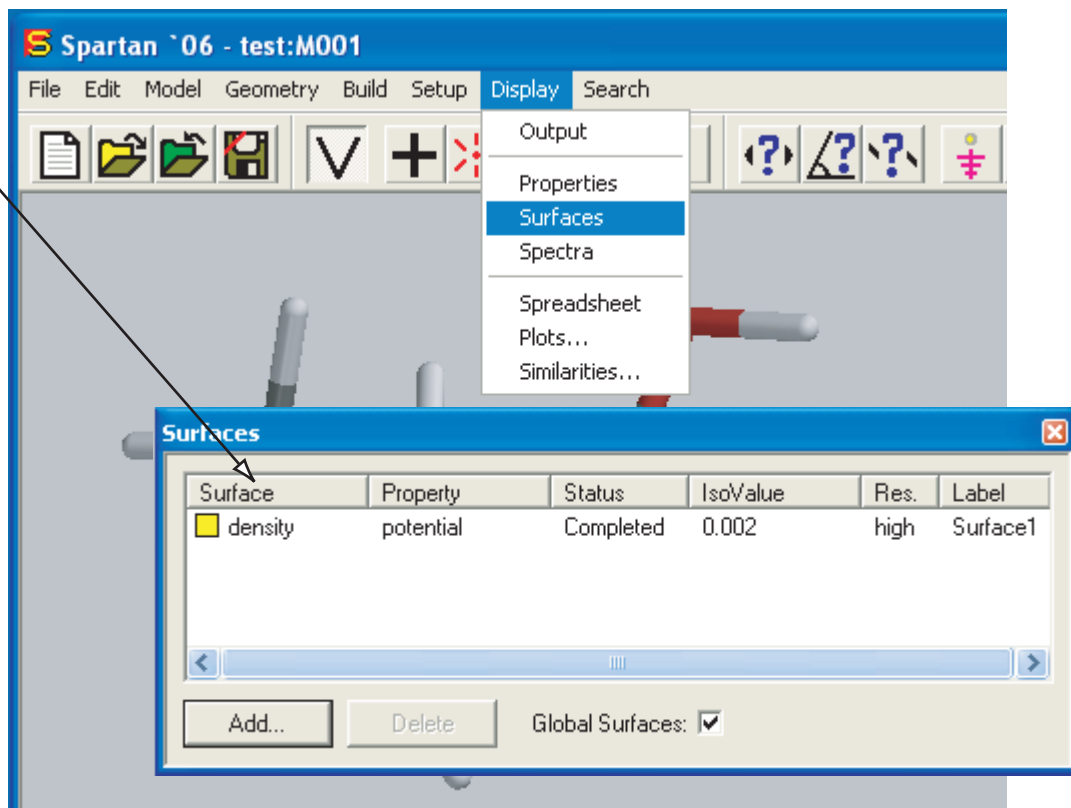 Spartan `06 - test:M001
File Edit Model Geometry Build Setup Display Search
Output
Properties
Surfaces
Spectra
Spreadsheet
Plots...
Similarities...
Surfaces
Surface Property Status IsoValue Res. Label
density potential Completed 0.002 high Surface1
Add... Delete Global Surfaces: